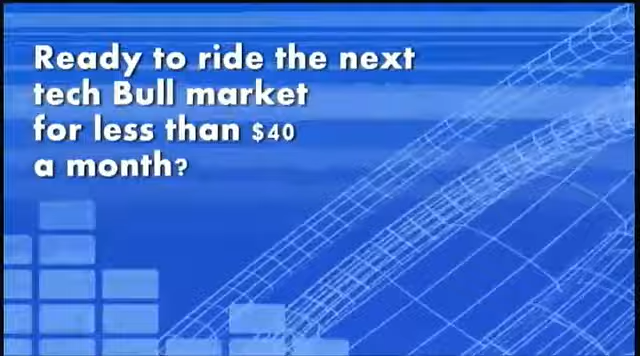 Ready to ride the next
tech Bull market
for less than $40
a month?